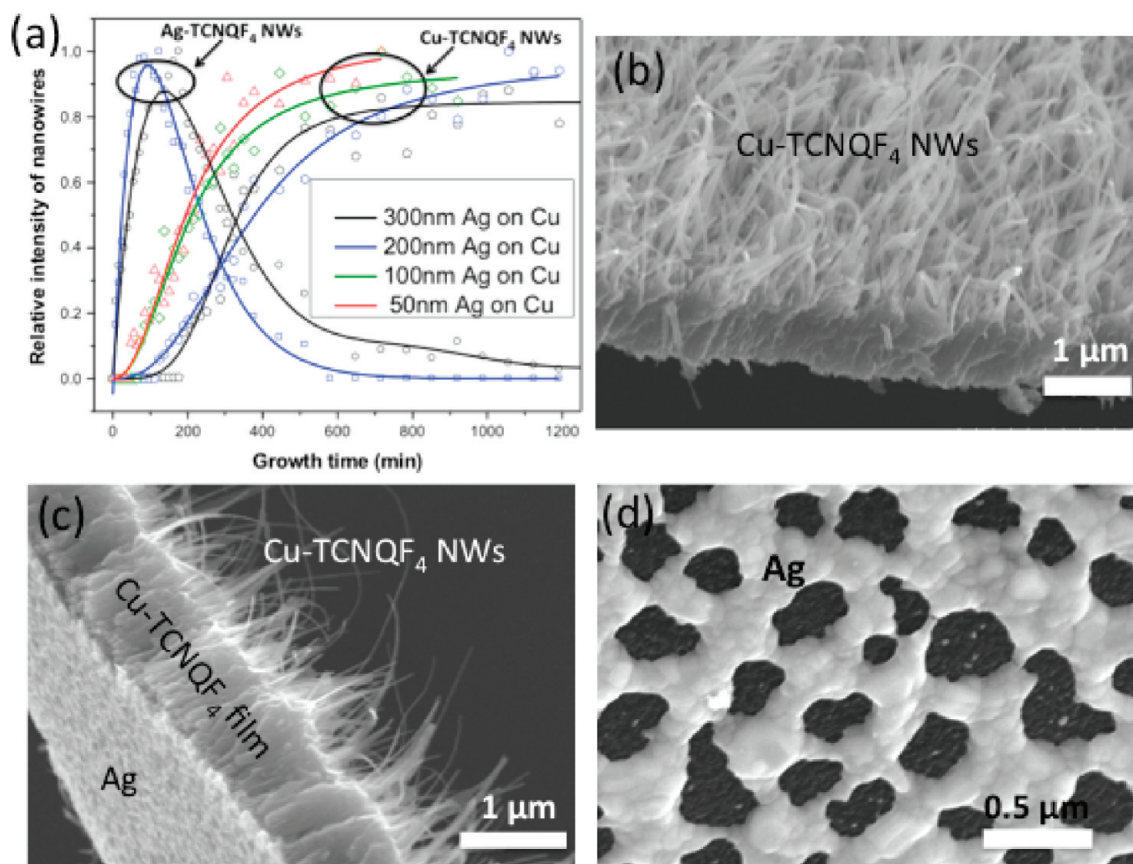 (a)
Ag-TCNQF₄ NWs
Cu-TCNQF₄ NWs
1.0
0.8
0.6
0.4
0.2
0.0
Relative intensity of nanowires
300nm Ag on Cu
200nm Ag on Cu
100nm Ag on Cu
50nm Ag on Cu
0
200
400
600
800
1000
1200
Growth time (min)
(b)
Cu-TCNQF₄ NWs
1 μm
(c)
Cu-TCNQF₄ NWs
Cu-TCNQF₄ film
Ag
1 μm
(d)
Ag
0.5 μm